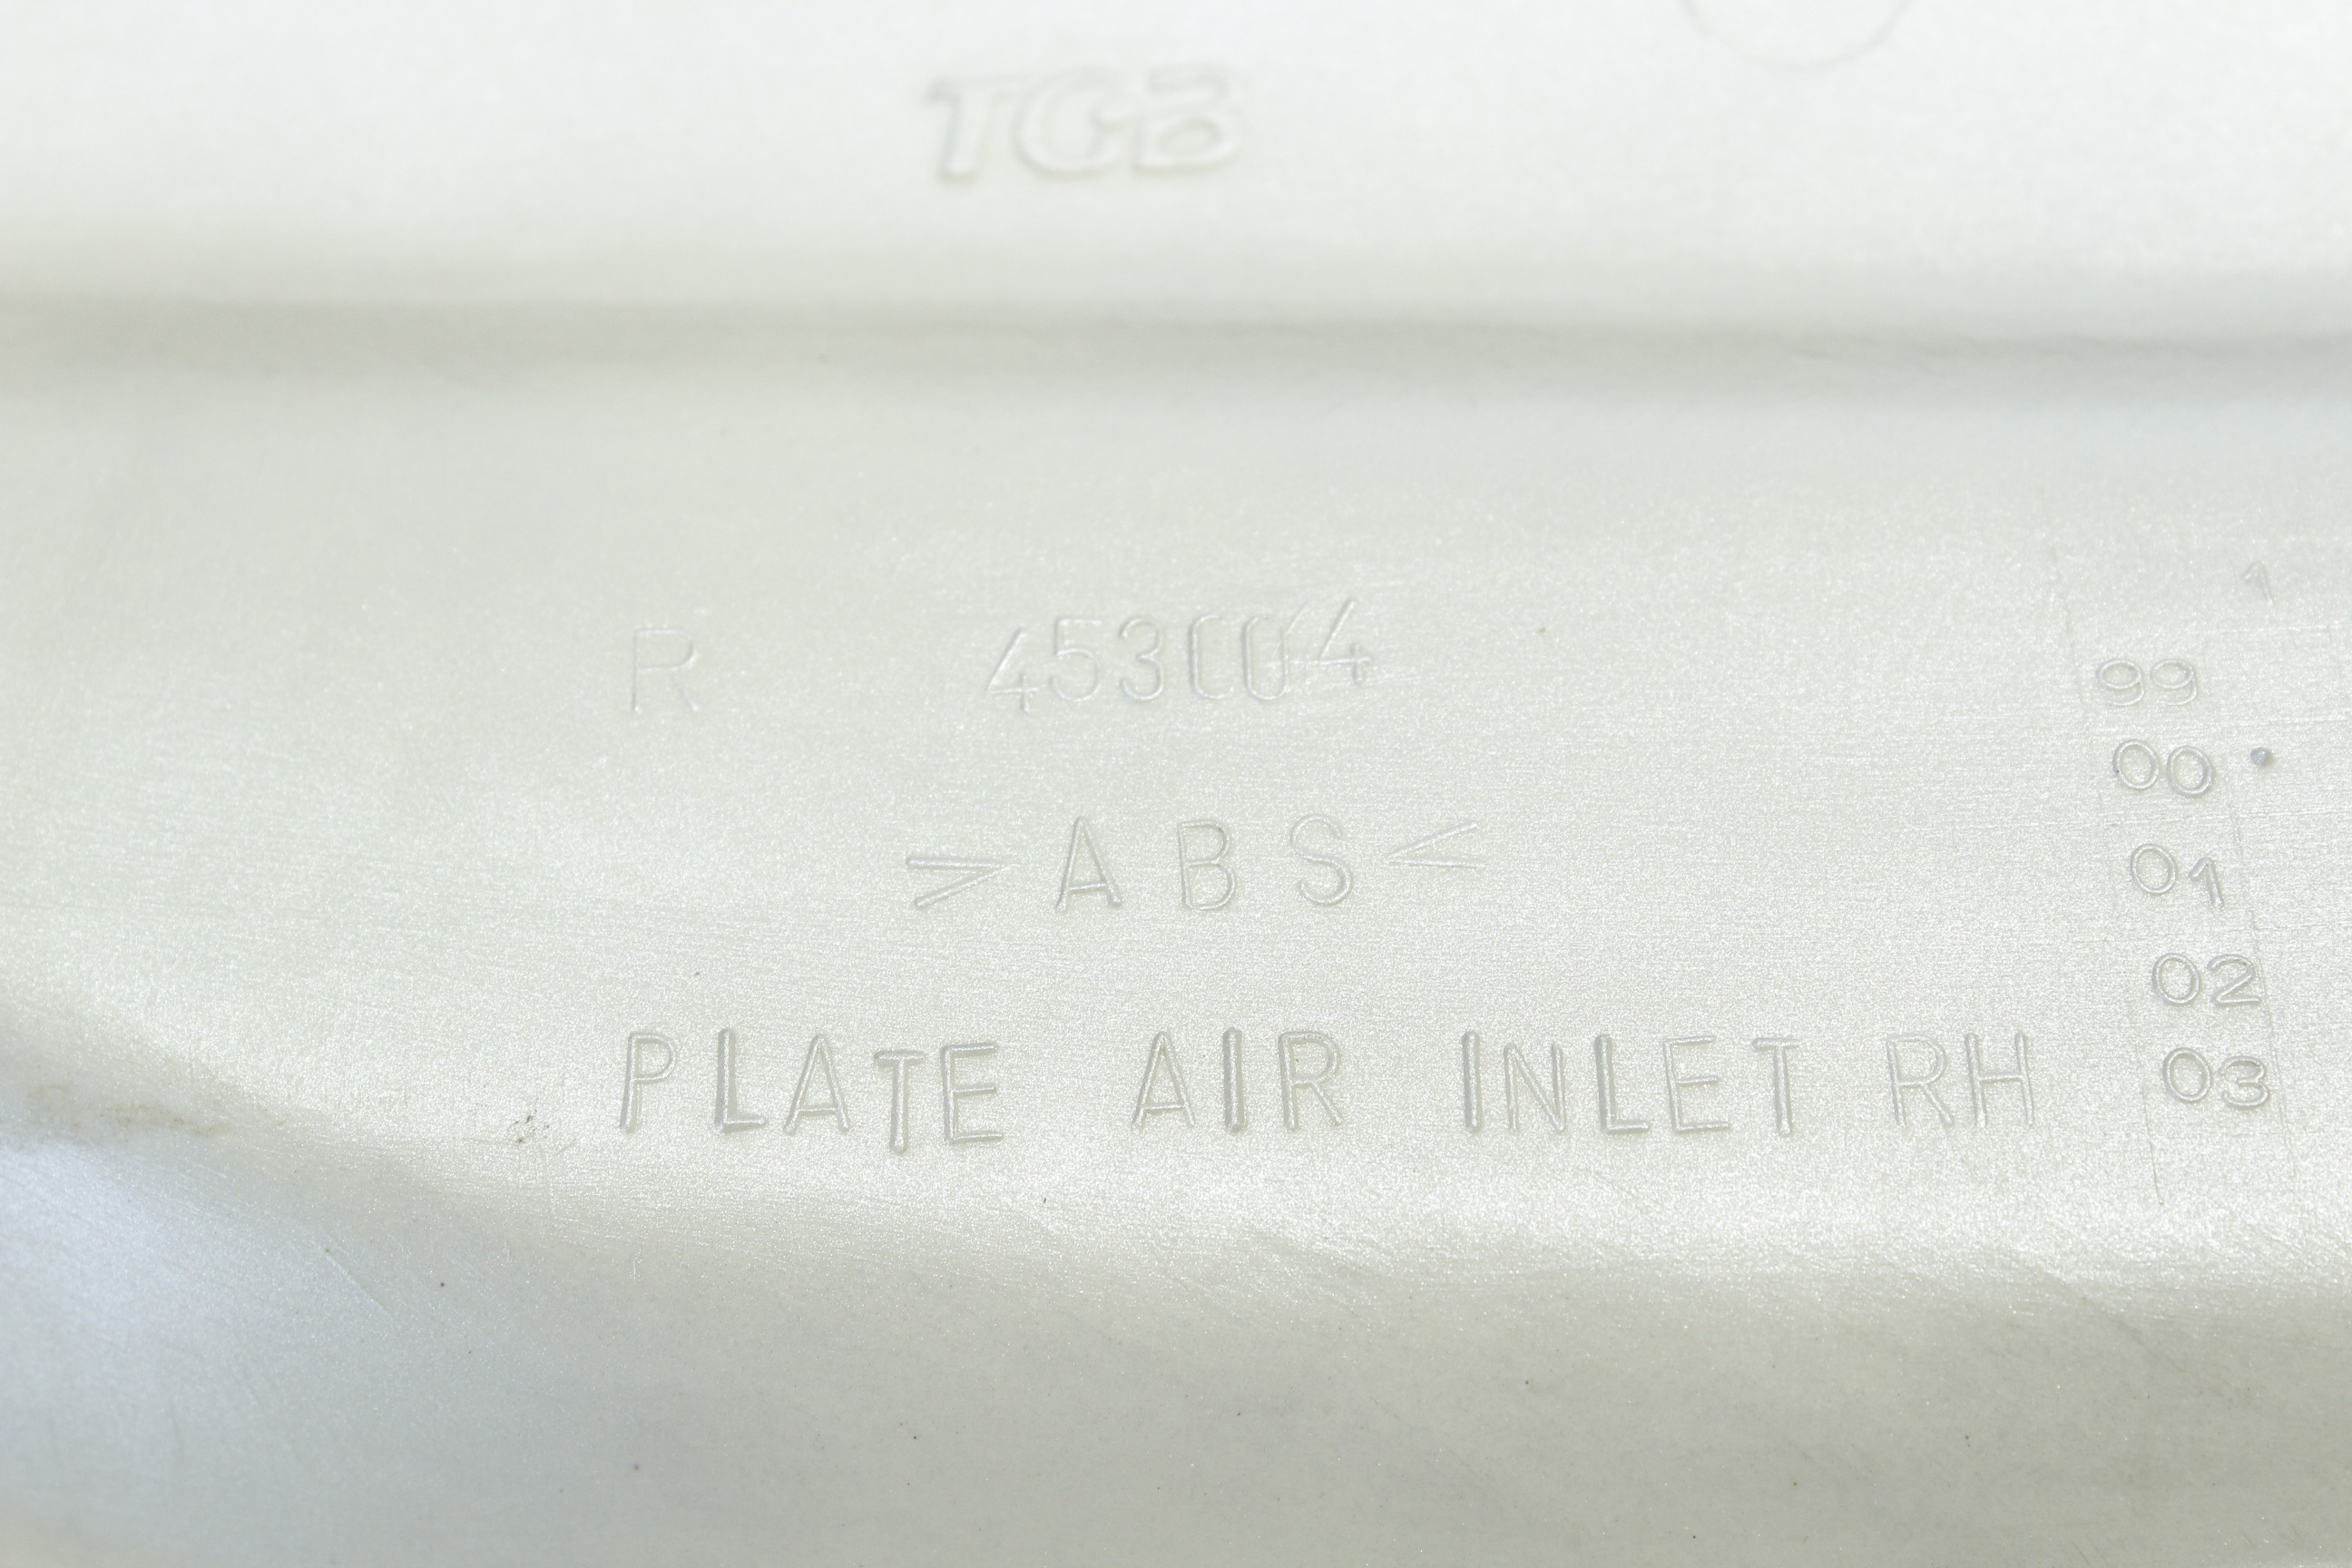 TGB
R 453004
>ABS<
PLATE AIR INLET RH
1
99
00
01
02
03